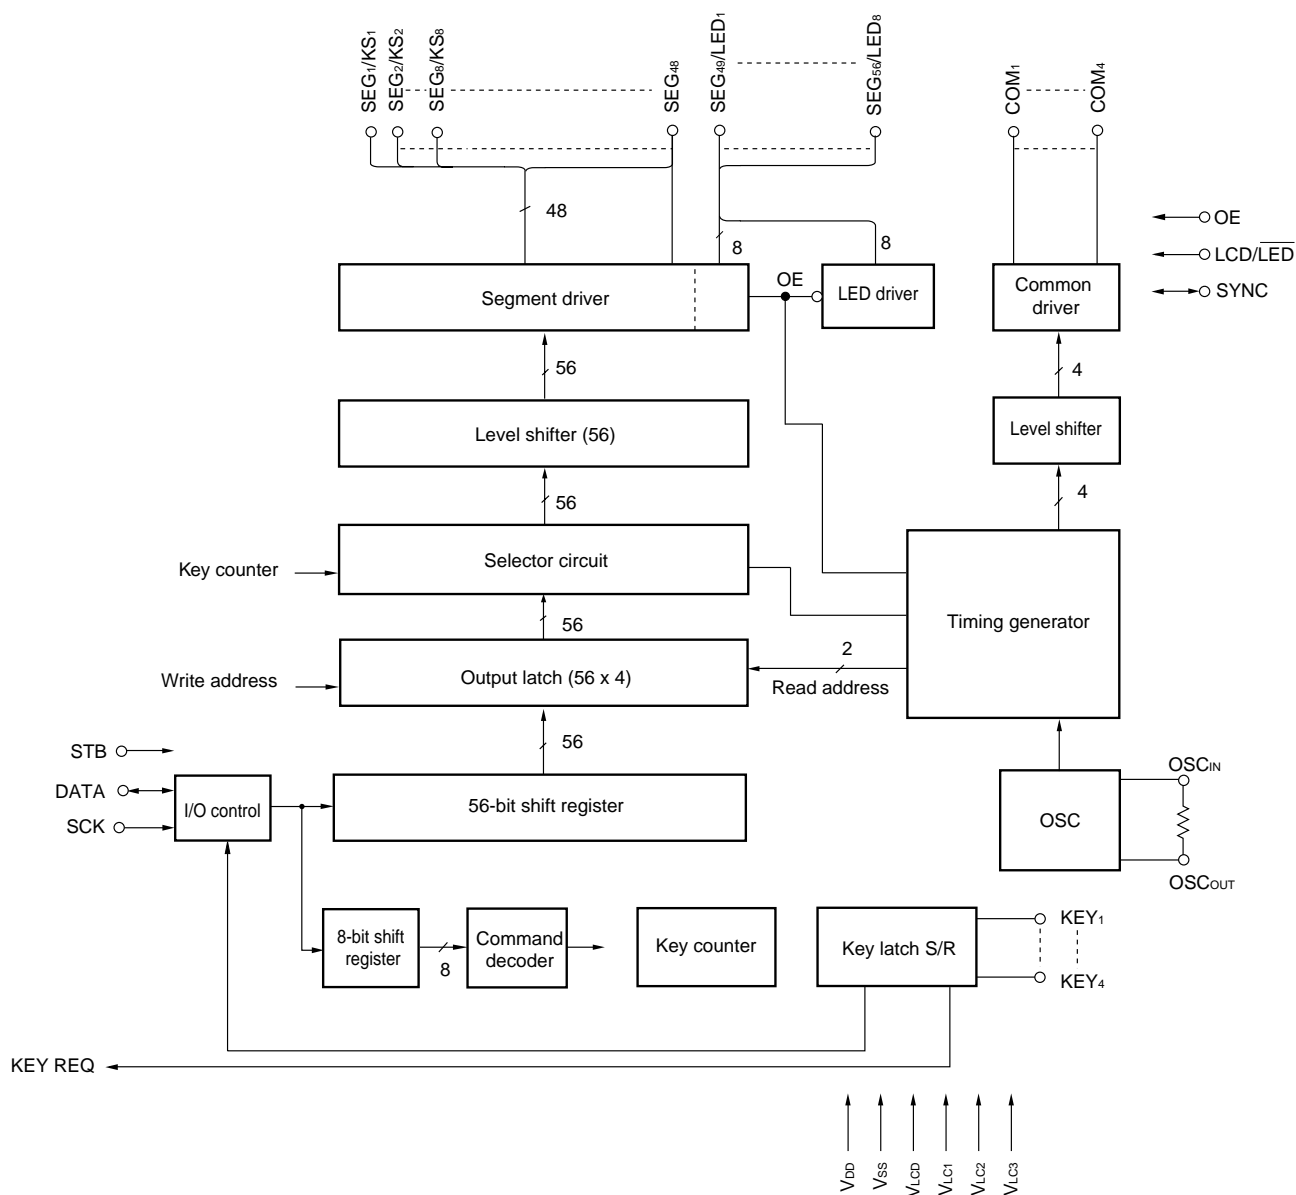 SEG1/KS1
SEG2/KS2
SEG8/KS8
SEG48
SEG49/LED1
SEG56/LED8
COM1
COM4
48
8
8
OE
LCD/LED
SYNC
Segment driver
OE
LED driver
Common
driver
56
4
Level shifter (56)
Level shifter
56
4
Key counter
Selector circuit
Timing generator
56
Write address
Output latch (56 x 4)
2
Read address
56
STB
DATA
SCK
I/O control
56-bit shift register
OSC
OSCIN
OSCOUT
8-bit shift
register
8
Command
decoder
Key counter
Key latch S/R
KEY1
KEY4
KEY REQ
VDD
VSS
VLCD
VLC1
VLC2
VLC3